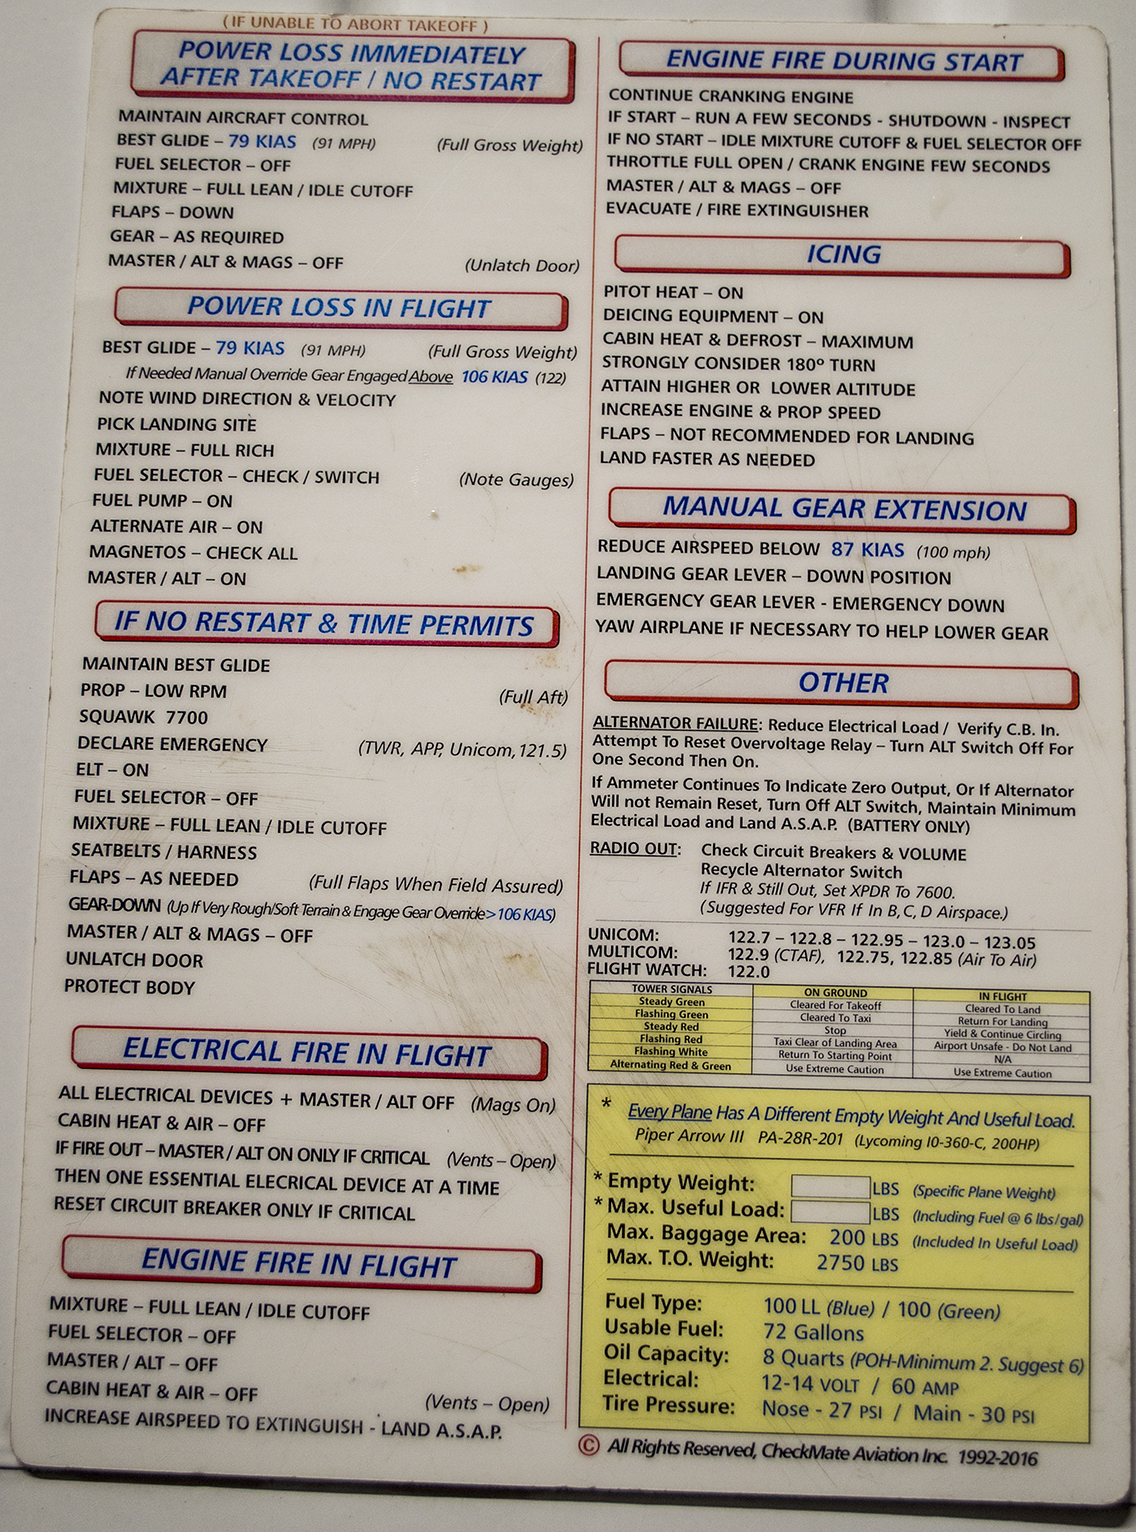 ( IF UNABLE TO ABORT TAKEOFF )
POWER LOSS IMMEDIATELY
AFTER TAKEOFF / NO RESTART
MAINTAIN AIRCRAFT CONTROL
BEST GLIDE – 79 KIAS (91 MPH) (Full Gross Weight)
FUEL SELECTOR – OFF
MIXTURE – FULL LEAN / IDLE CUTOFF
FLAPS – DOWN
GEAR – AS REQUIRED
MASTER / ALT & MAGS – OFF (Unlatch Door)
POWER LOSS IN FLIGHT
BEST GLIDE – 79 KIAS (91 MPH) (Full Gross Weight)
If Needed Manual Override Gear Engaged Above 106 KIAS (122)
NOTE WIND DIRECTION & VELOCITY
PICK LANDING SITE
MIXTURE – FULL RICH
FUEL SELECTOR – CHECK / SWITCH (Note Gauges)
FUEL PUMP – ON
ALTERNATE AIR – ON
MAGNETOS – CHECK ALL
MASTER / ALT – ON
IF NO RESTART & TIME PERMITS
MAINTAIN BEST GLIDE
PROP – LOW RPM (Full Aft)
SQUAWK 7700
DECLARE EMERGENCY (TWR, APP, Unicom, 121.5)
ELT – ON
FUEL SELECTOR – OFF
MIXTURE – FULL LEAN / IDLE CUTOFF
SEATBELTS / HARNESS
FLAPS – AS NEEDED (Full Flaps When Field Assured)
GEAR-DOWN (Up If Very Rough/Soft Terrain & Engage Gear Override > 106 KIAS)
MASTER / ALT & MAGS – OFF
UNLATCH DOOR
PROTECT BODY
ELECTRICAL FIRE IN FLIGHT
ALL ELECTRICAL DEVICES + MASTER / ALT OFF (Mags On)
CABIN HEAT & AIR – OFF
IF FIRE OUT – MASTER / ALT ON ONLY IF CRITICAL (Vents – Open)
THEN ONE ESSENTIAL ELECRICAL DEVICE AT A TIME
RESET CIRCUIT BREAKER ONLY IF CRITICAL
ENGINE FIRE IN FLIGHT
MIXTURE – FULL LEAN / IDLE CUTOFF
FUEL SELECTOR – OFF
MASTER / ALT – OFF
CABIN HEAT & AIR – OFF (Vents – Open)
INCREASE AIRSPEED TO EXTINGUISH - LAND A.S.A.P.
ENGINE FIRE DURING START
CONTINUE CRANKING ENGINE
IF START – RUN A FEW SECONDS - SHUTDOWN - INSPECT
IF NO START – IDLE MIXTURE CUTOFF & FUEL SELECTOR OFF
THROTTLE FULL OPEN / CRANK ENGINE FEW SECONDS
MASTER / ALT & MAGS – OFF
EVACUATE / FIRE EXTINGUISHER
ICING
PITOT HEAT – ON
DEICING EQUIPMENT – ON
CABIN HEAT & DEFROST – MAXIMUM
STRONGLY CONSIDER 180º TURN
ATTAIN HIGHER OR LOWER ALTITUDE
INCREASE ENGINE & PROP SPEED
FLAPS – NOT RECOMMENDED FOR LANDING
LAND FASTER AS NEEDED
MANUAL GEAR EXTENSION
REDUCE AIRSPEED BELOW 87 KIAS (100 mph)
LANDING GEAR LEVER – DOWN POSITION
EMERGENCY GEAR LEVER - EMERGENCY DOWN
YAW AIRPLANE IF NECESSARY TO HELP LOWER GEAR
OTHER
ALTERNATOR FAILURE: Reduce Electrical Load / Verify C.B. In.
Attempt To Reset Overvoltage Relay – Turn ALT Switch Off For
One Second Then On.
If Ammeter Continues To Indicate Zero Output, Or If Alternator
Will not Remain Reset, Turn Off ALT Switch, Maintain Minimum
Electrical Load and Land A.S.A.P. (BATTERY ONLY)
RADIO OUT: Check Circuit Breakers & VOLUME
Recycle Alternator Switch
If IFR & Still Out, Set XPDR To 7600.
(Suggested For VFR If In B, C, D Airspace.)
UNICOM: 122.7 – 122.8 – 122.95 – 123.0 – 123.05
MULTICOM: 122.9 (CTAF), 122.75, 122.85 (Air To Air)
FLIGHT WATCH: 122.0
TOWER SIGNALS ON GROUND IN FLIGHT
Steady Green Cleared For Takeoff Cleared To Land
Flashing Green Cleared To Taxi Return For Landing
Steady Red Stop Yield & Continue Circling
Flashing Red Taxi Clear of Landing Area Airport Unsafe - Do Not Land
Flashing White Return To Starting Point N/A
Alternating Red & Green Use Extreme Caution Use Extreme Caution
* Every Plane Has A Different Empty Weight And Useful Load.
Piper Arrow III PA-28R-201 (Lycoming I0-360-C, 200HP)
* Empty Weight: LBS (Specific Plane Weight)
* Max. Useful Load: LBS (Including Fuel @ 6 lbs/gal)
Max. Baggage Area: 200 LBS (Included In Useful Load)
Max. T.O. Weight: 2750 LBS
Fuel Type: 100 LL (Blue) / 100 (Green)
Usable Fuel: 72 Gallons
Oil Capacity: 8 Quarts (POH-Minimum 2. Suggest 6)
Electrical: 12-14 VOLT / 60 AMP
Tire Pressure: Nose - 27 PSI / Main - 30 PSI
© All Rights Reserved, CheckMate Aviation Inc. 1992-2016